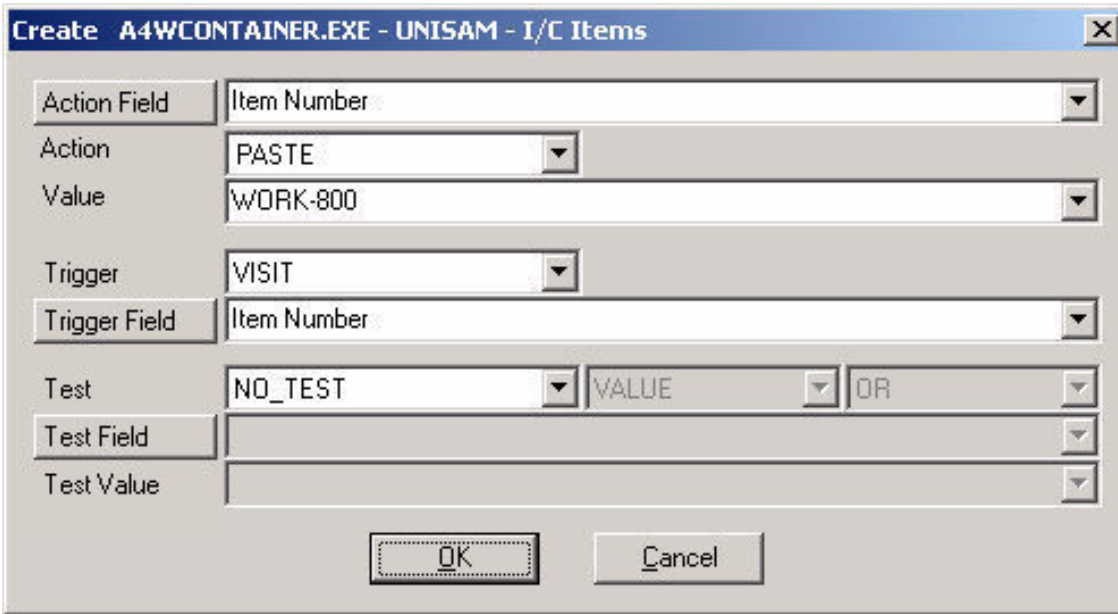 Create A4WCONTAINER.EXE - UNISAM - I/C Items
Action Field Item Number
Action PASTE
Value WORK-800
Trigger VISIT
Trigger Field Item Number
Test NO_TEST VALUE OR
Test Field
Test Value
OK Cancel